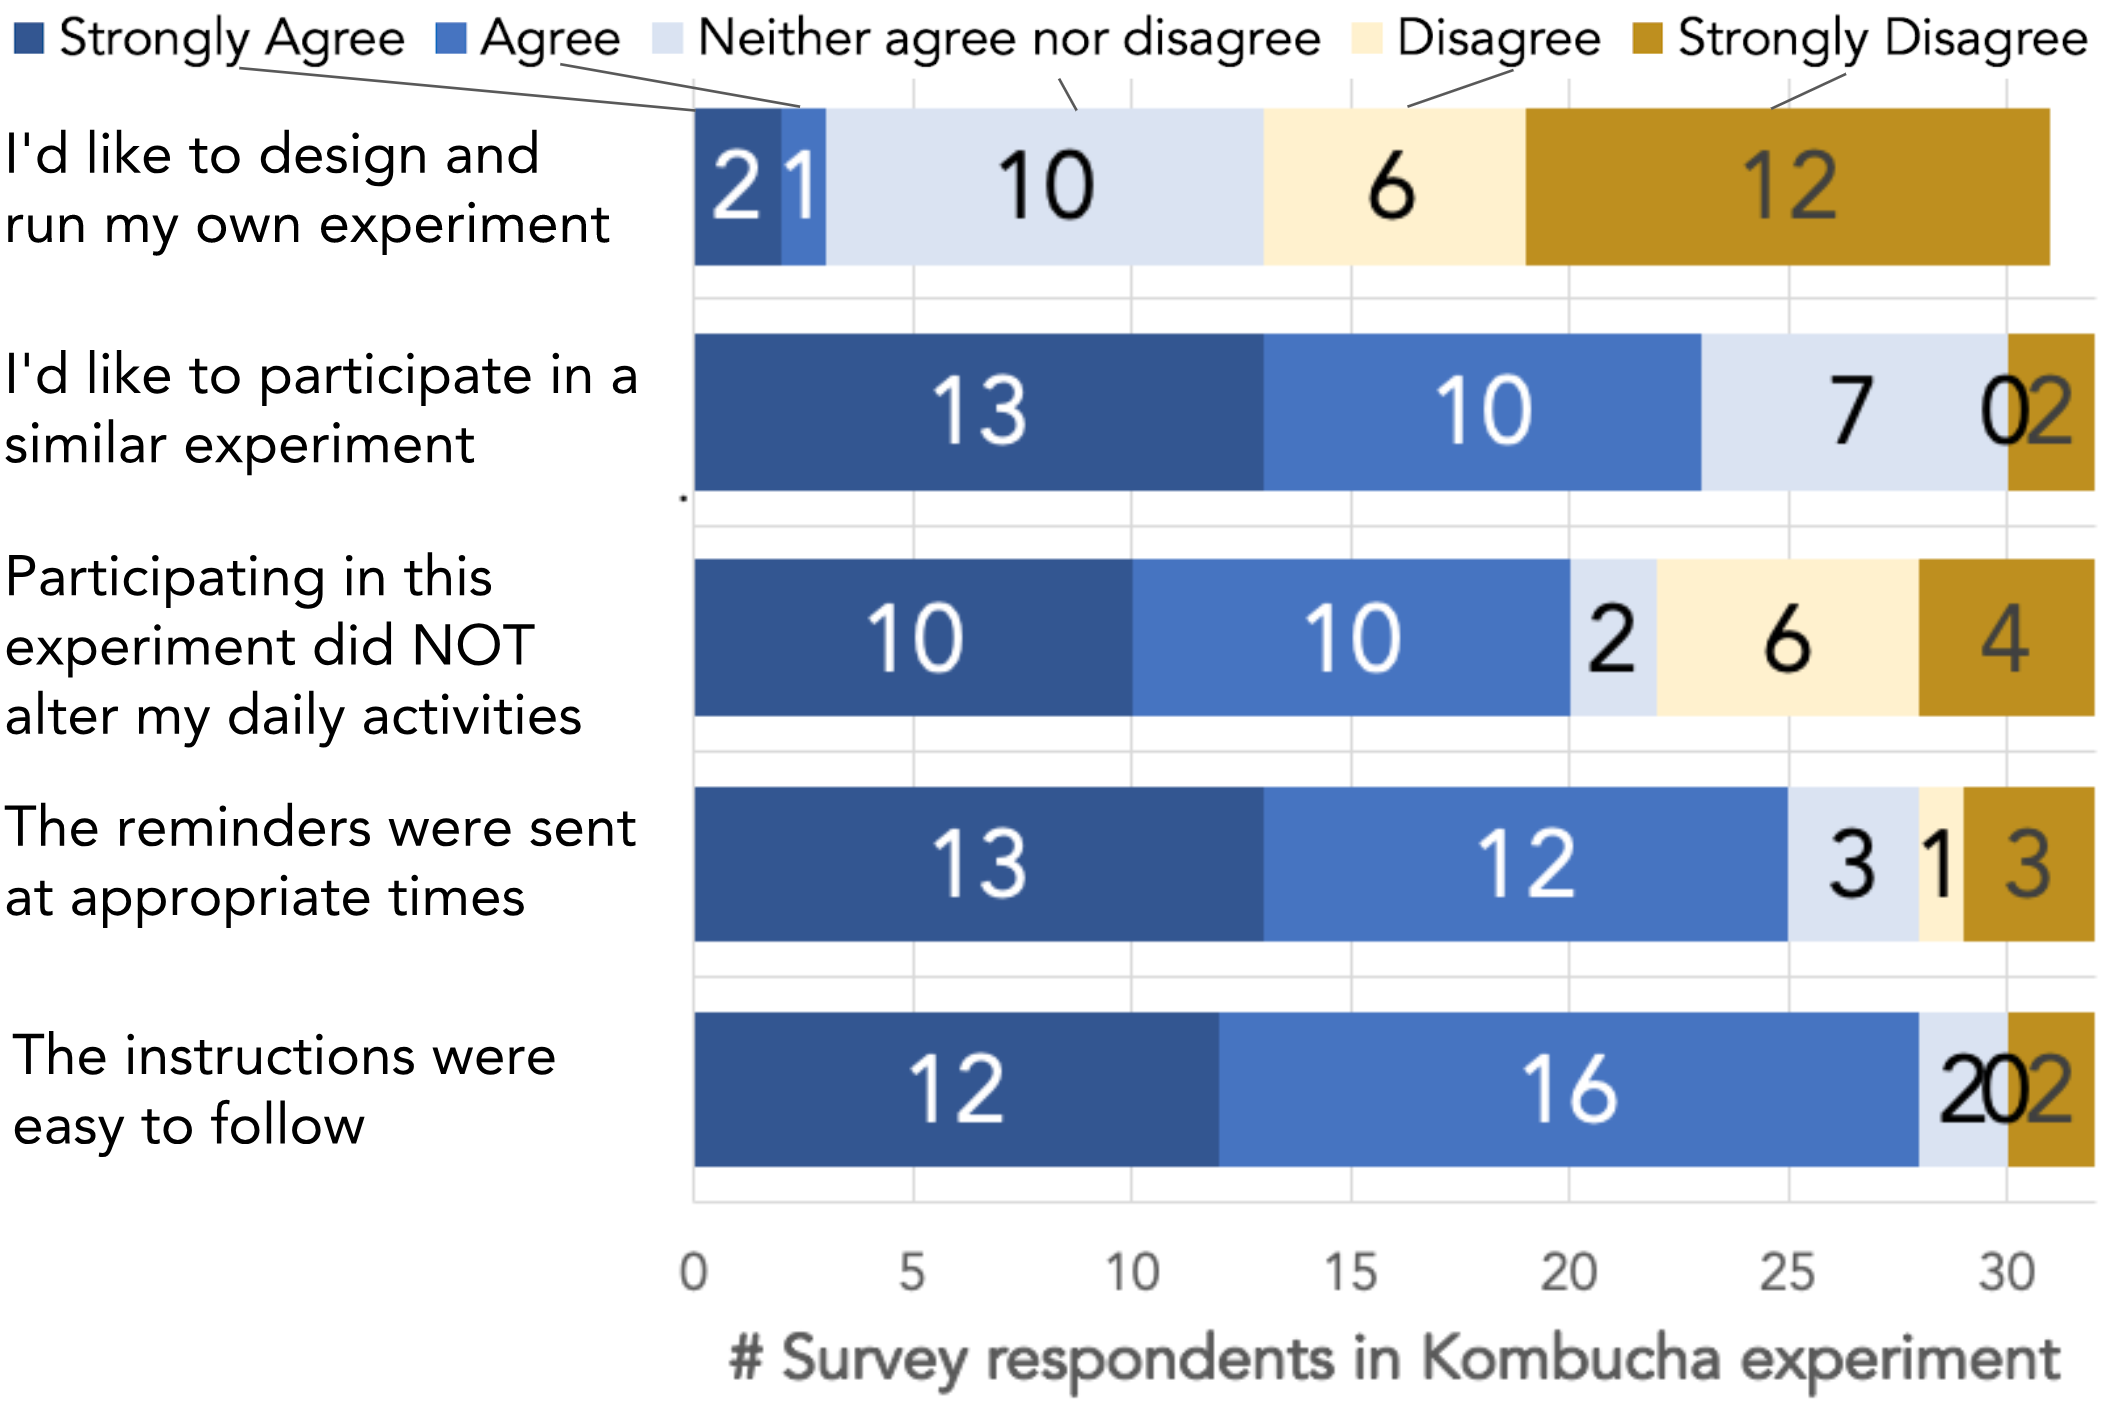 Strongly Agree Agree Neither agree nor disagree Disagree Strongly Disagree
I'd like to design and
run my own experiment
2 1 10 6 12
I'd like to participate in a
similar experiment
13 10 7 0 2
Participating in this
experiment did NOT
alter my daily activities
10 10 2 6 4
The reminders were sent
at appropriate times
13 12 3 1 3
The instructions were
easy to follow
12 16 2 0 2
0 5 10 15 20 25 30
# Survey respondents in Kombucha experiment